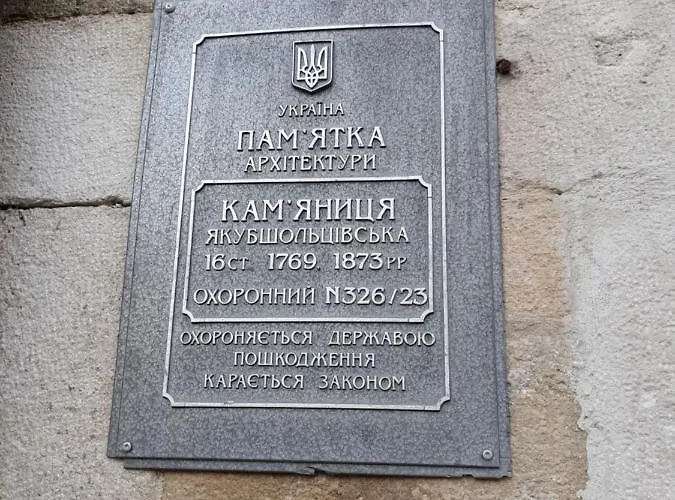 УКРАЇНА
ПАМ'ЯТКА
АРХІТЕКТУРИ
КАМ'ЯНИЦЯ
ЯКУБШОЛЬЦІВСЬКА
16СТ. 1769, 1873РР
ОХОРОННИЙ N326/23
ОХОРОНЯЄТЬСЯ ДЕРЖАВОЮ
ПОШКОДЖЕННЯ
КАРАЄТЬСЯ ЗАКОНОМ